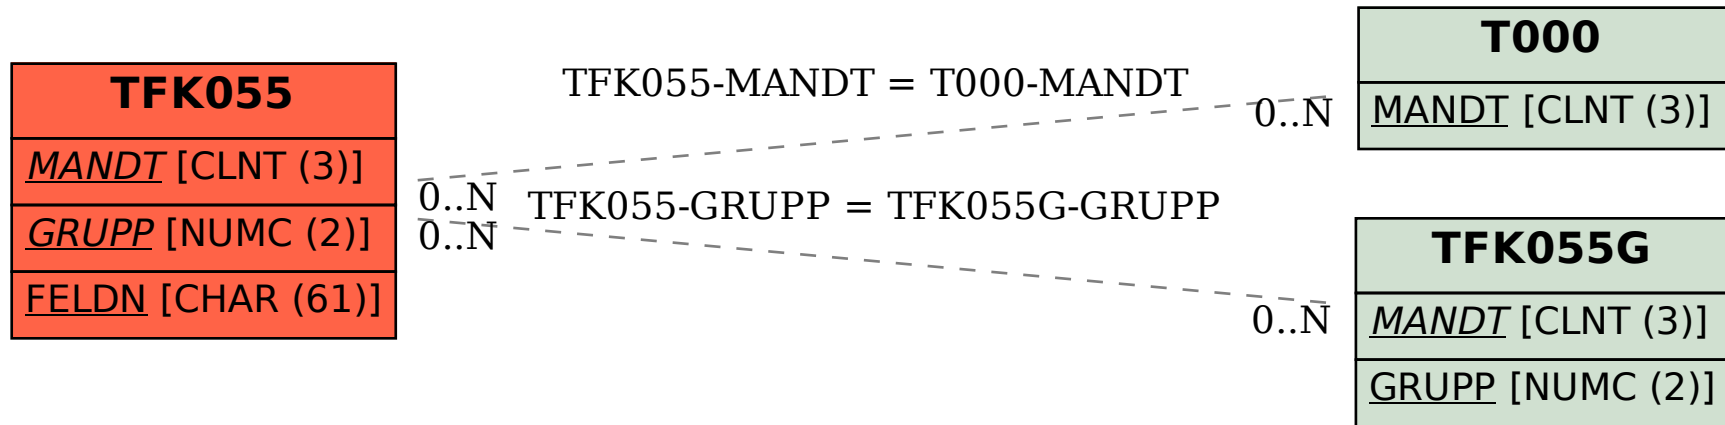 TFK055
MANDT [CLNT (3)]
GRUPP [NUMC (2)]
FELDN [CHAR (61)]
TFK055-MANDT = T000-MANDT
0..N
0..N
TFK055-GRUPP = TFK055G-GRUPP
0..N
0..N
T000
MANDT [CLNT (3)]
TFK055G
MANDT [CLNT (3)]
GRUPP [NUMC (2)]